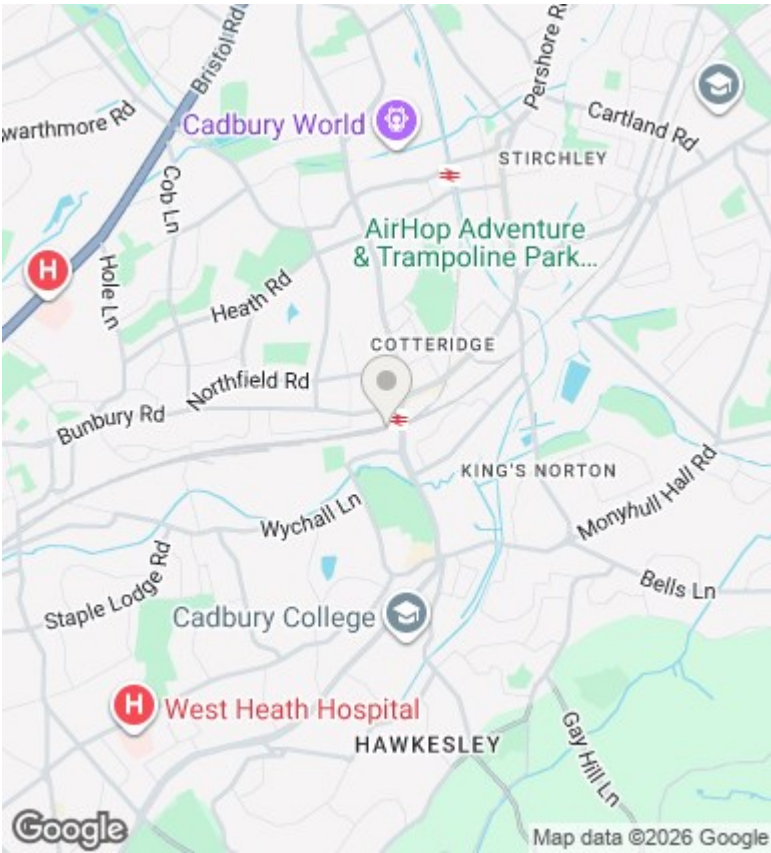 Bristol Rd
Pershore R
warthmore Rd
Cadbury World
Cartland Rd
STIRCHLEY
Cob Ln
AirHop Adventure
& Trampoline Park...
H
Hole Ln
Heath Rd
COTTERIDGE
Northfield Rd
Bunbury Rd
KING'S NORTON
Monyhull Hall Rd
Wychall Ln
Staple Lodge Rd
Bells Ln
Cadbury College
H
West Heath Hospital
HAWKESLEY
Gay Hill Ln
Google
Map data ©2026 Google